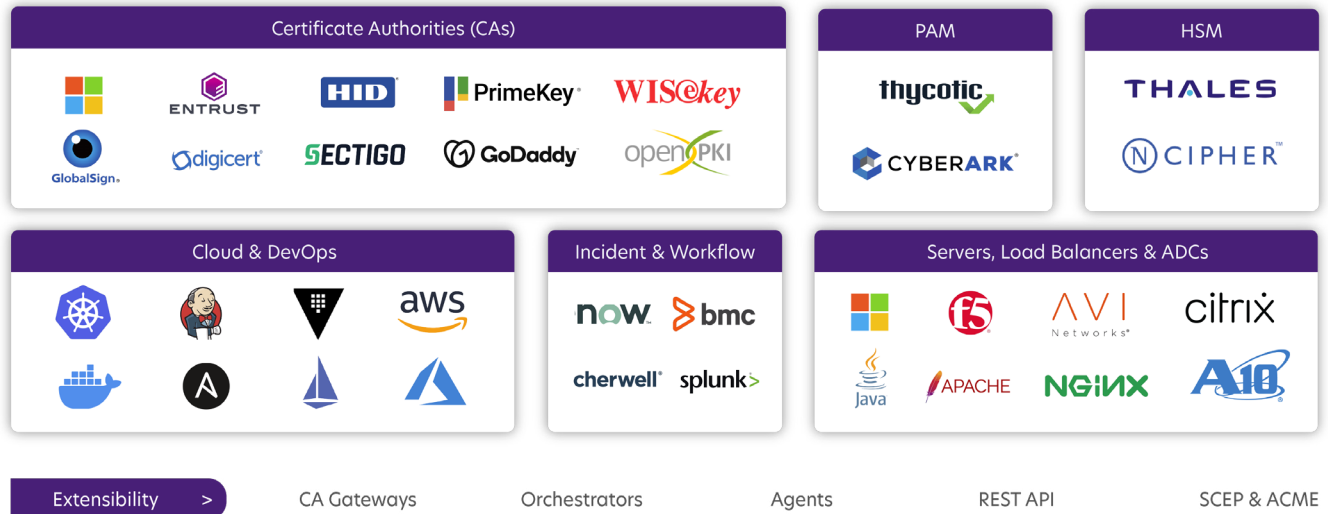 Certificate Authorities (CAs)
ENTRUST
HID
PrimeKey
WISekey
GlobalSign
digicert
SECTIGO
GoDaddy
openXPKI
PAM
thycotic
CYBERARK
HSM
THALES
NCIPHER
Cloud & DevOps
aws
A
Incident & Workflow
now
bmc
cherwell
splunk>
Servers, Load Balancers & ADCs
f5
AVI
Networks
citrix
Java
APACHE
NGINX
A10
Extensibility >
CA Gateways
Orchestrators
Agents
REST API
SCEP & ACME